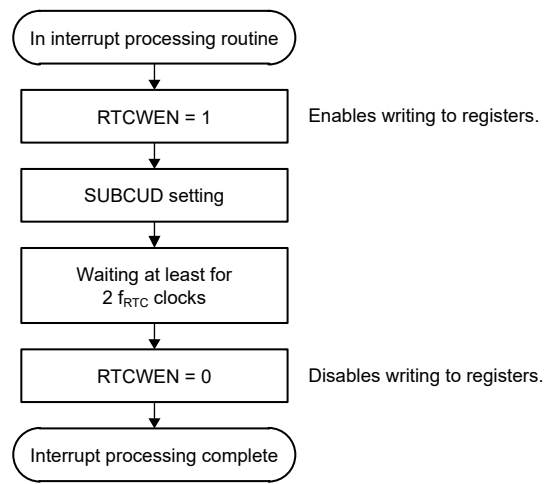 In interrupt processing routine
RTCWEN = 1
Enables writing to registers.
SUBCUD setting
Waiting at least for
2 fRTC clocks
RTCWEN = 0
Disables writing to registers.
Interrupt processing complete